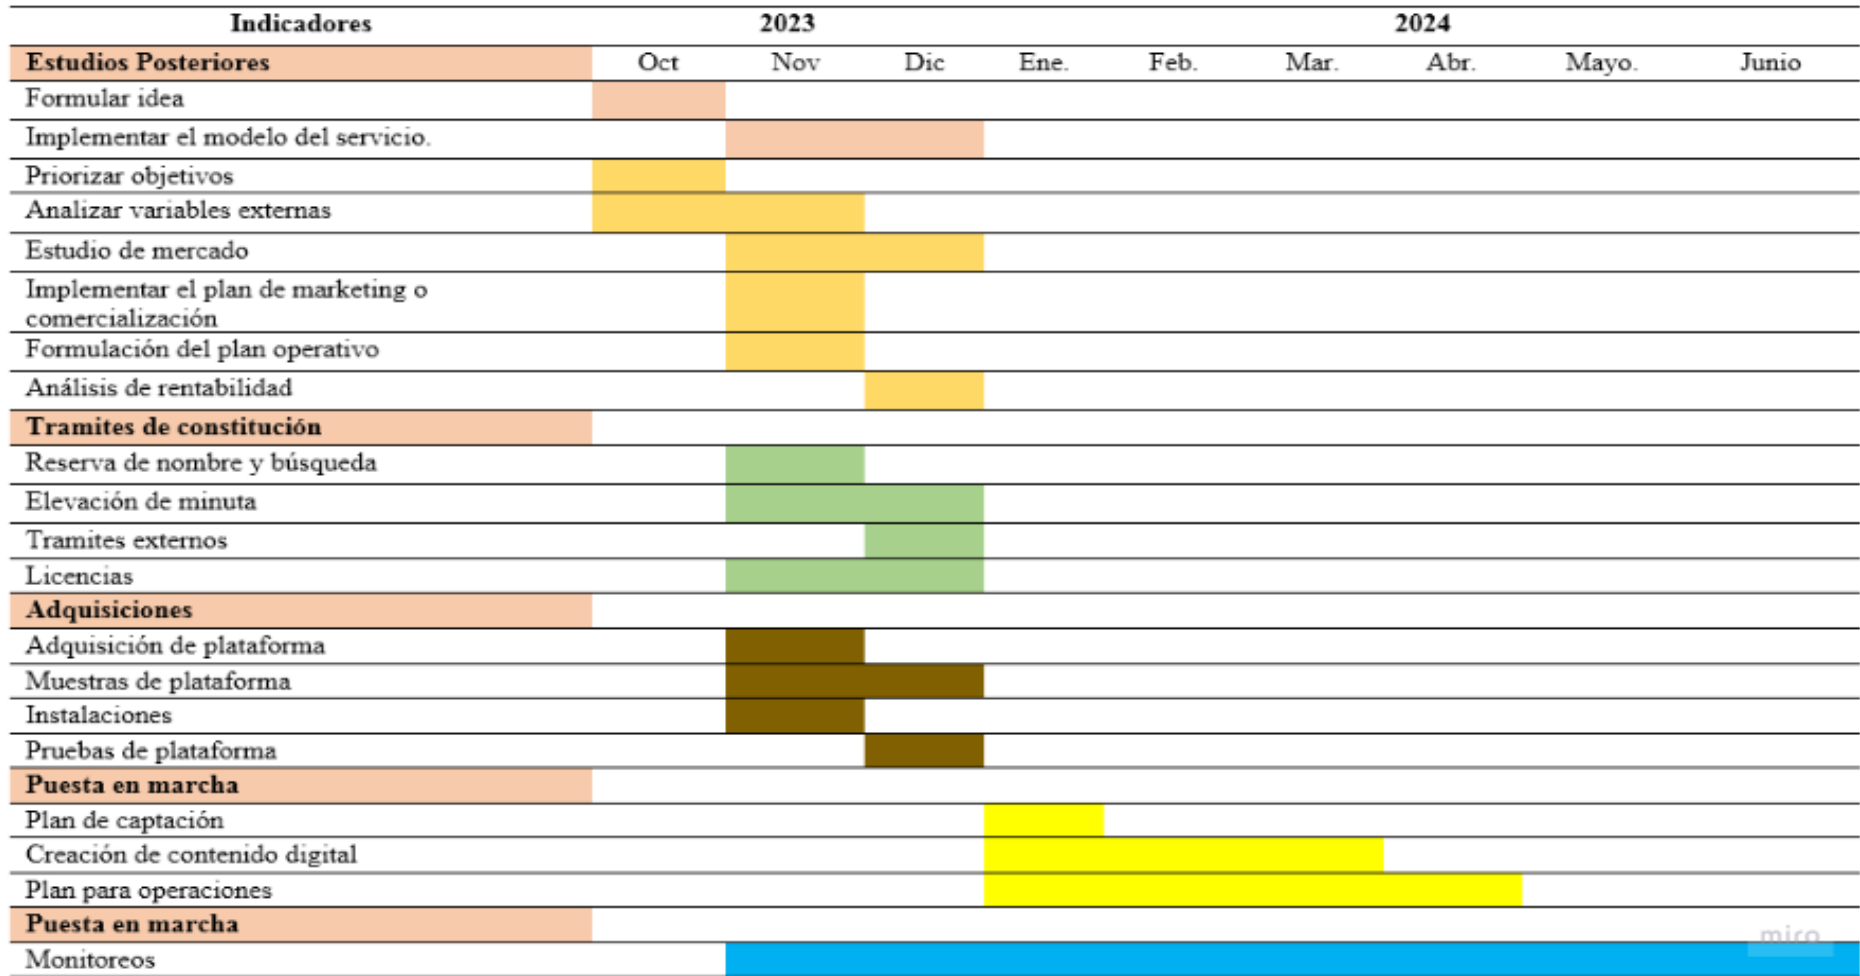 Indicadores 2023 2024
Estudios Posteriores Oct Nov Dic Ene. Feb. Mar. Abr. Mayo. Junio
Formular idea
Implementar el modelo del servicio.
Priorizar objetivos
Analizar variables externas
Estudio de mercado
Implementar el plan de marketing o
comercialización
Formulación del plan operativo
Análisis de rentabilidad
Tramites de constitución
Reserva de nombre y búsqueda
Elevación de minuta
Tramites externos
Licencias
Adquisiciones
Adquisición de plataforma
Muestras de plataforma
Instalaciones
Pruebas de plataforma
Puesta en marcha
Plan de captación
Creación de contenido digital
Plan para operaciones
Puesta en marcha
miro
Monitoreos